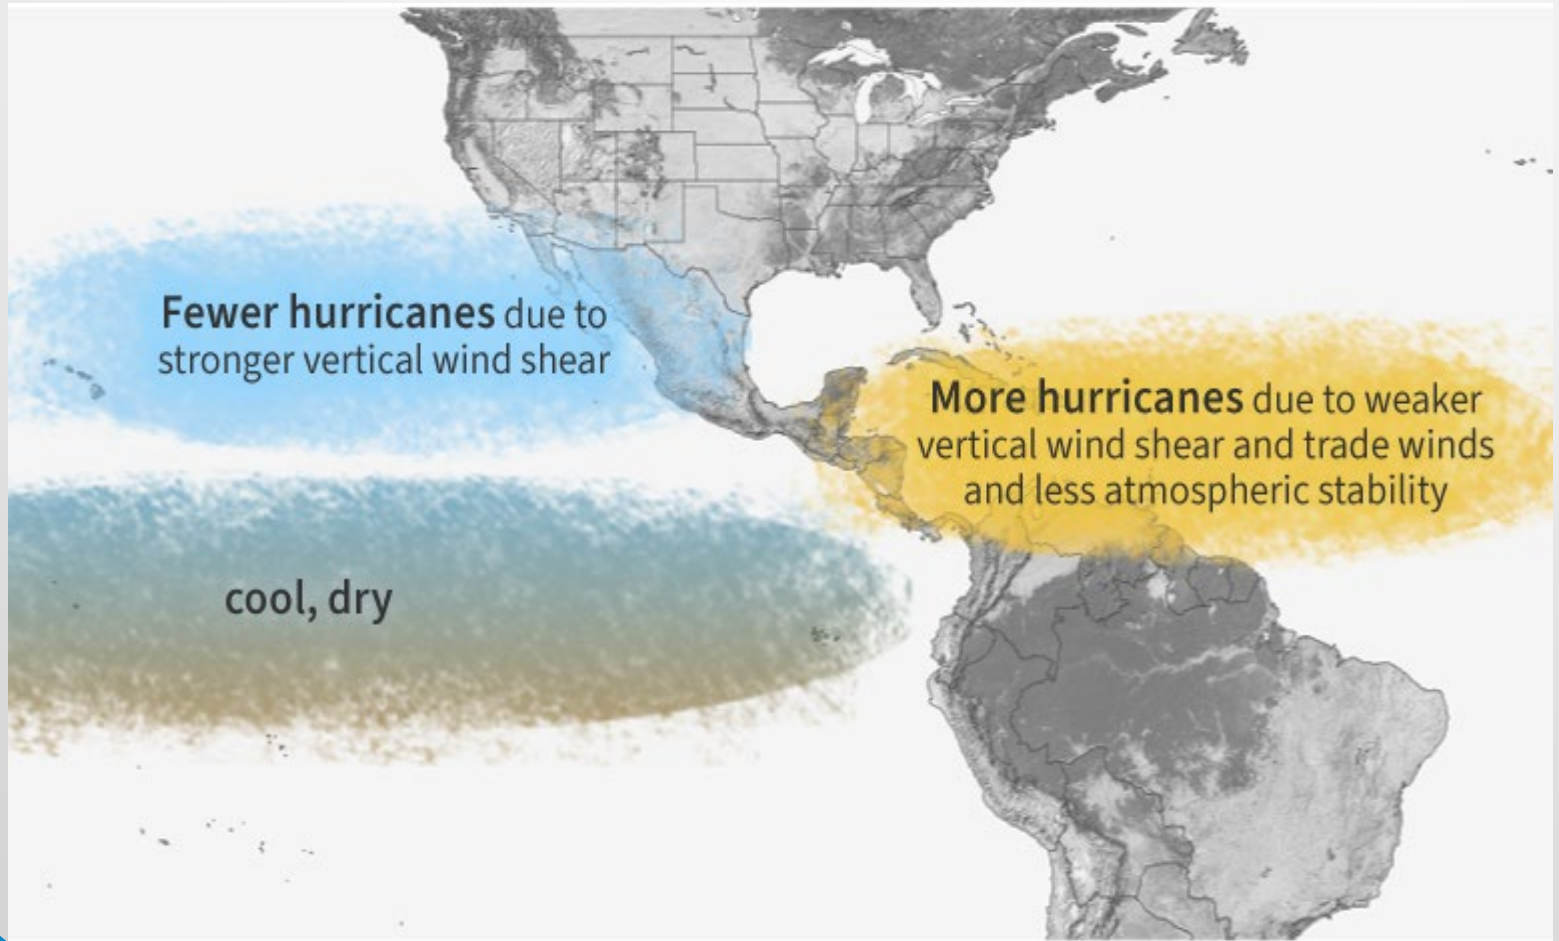 Fewer hurricanes due to
stronger vertical wind shear
More hurricanes due to weaker
vertical wind shear and trade winds
and less atmospheric stability
cool, dry